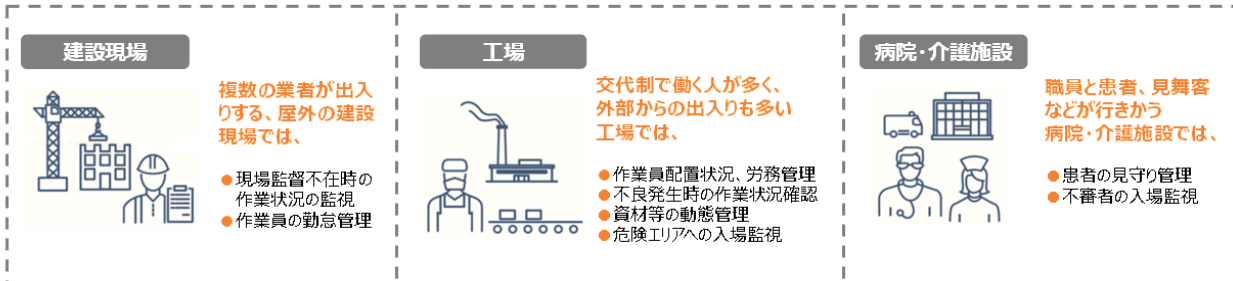 建設現場
複数の業者が出入
りする、屋外の建設
現場では、
●現場監督不在時の
作業状況の監視
●作業員の勤怠管理
工場
交代制で働く人が多く、
外部からの出入りも多い
工場では、
●作業員配置状況、労務管理
●不良発生時の作業状況確認
●資材等の動態管理
●危険エリアへの入場監視
病院・介護施設
職員と患者、見舞客
などが行きかう
病院・介護施設では、
●患者の見守り管理
●不審者の入場監視